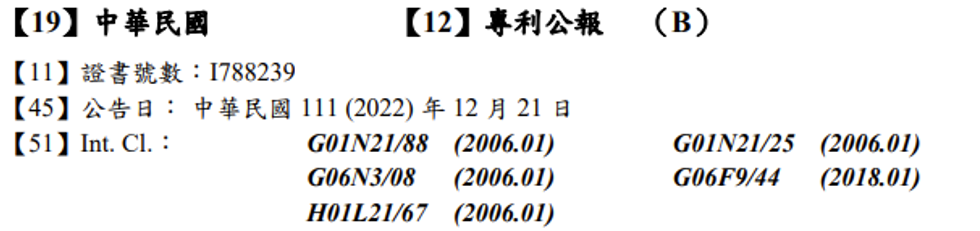 【19】中華民國 【12】專利公報 （B）
【11】證書號數：I788239
【45】公告日： 中華民國 111 (2022) 年 12 月 21 日
【51】Int. Cl.： G01N21/88 (2006.01) G01N21/25 (2006.01)
G06N3/08 (2006.01) G06F9/44 (2018.01)
H01L21/67 (2006.01)